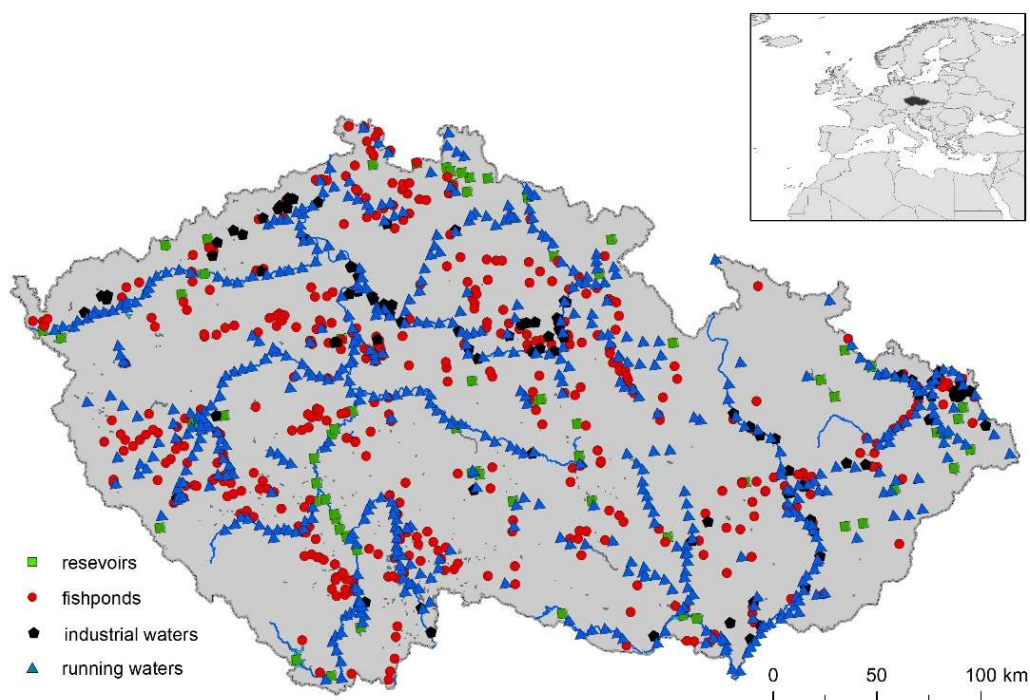 resevoirs
fishponds
industrial waters
running waters
0 50 100 km